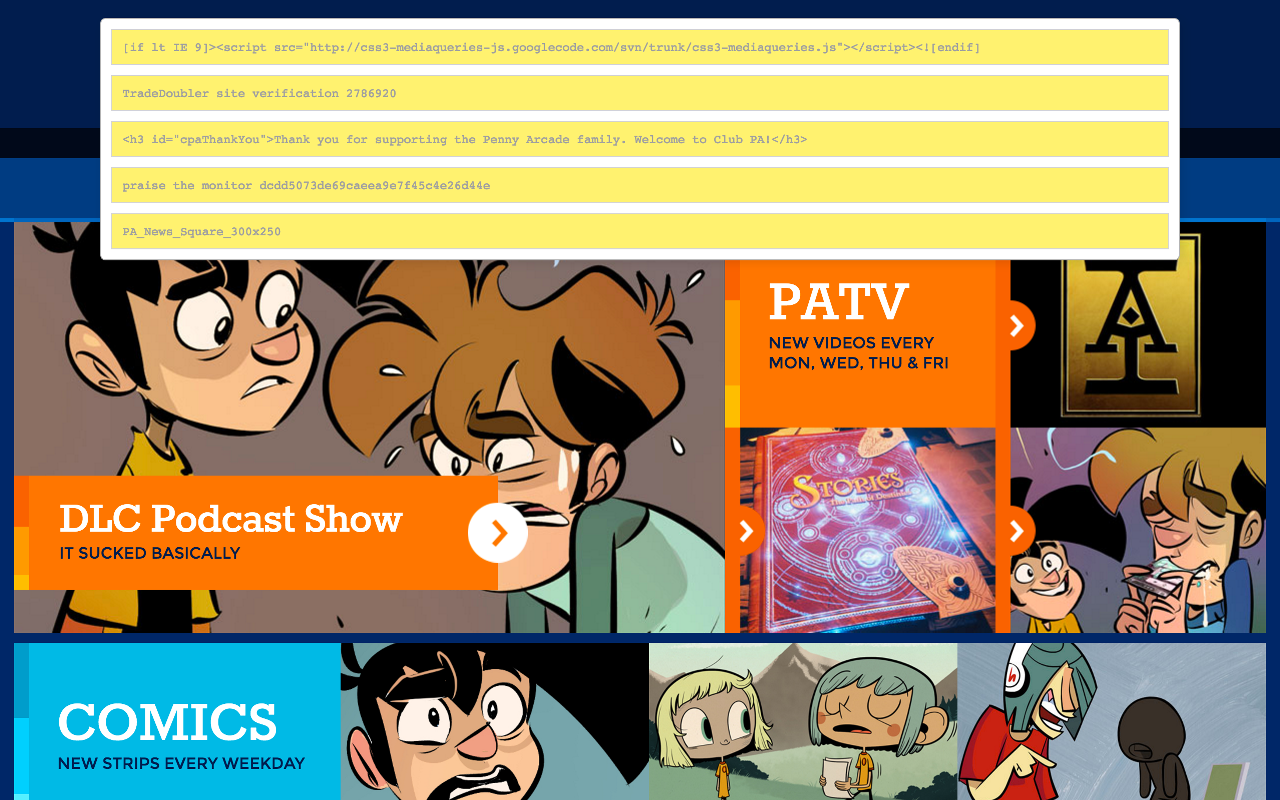 [if lt IE 9]><script src="http://css3-mediaqueries-js.googlecode.com/svn/trunk/css3-mediaqueries.js"></script><![endif]
TradeDoubler site verification 2786920
<h3 id="cpaThankYou">Thank you for supporting the Penny Arcade family. Welcome to Club PA!</h3>
praise the monitor dcdd5073de69caeea9e7f45c4e26d44e
PA_News_Square_300x250
PATV
NEW VIDEOS EVERY
MON, WED, THU & FRI
A
I
DLC Podcast Show
IT SUCKED BASICALLY
STORIES
COMICS
NEW STRIPS EVERY WEEKDAY
h